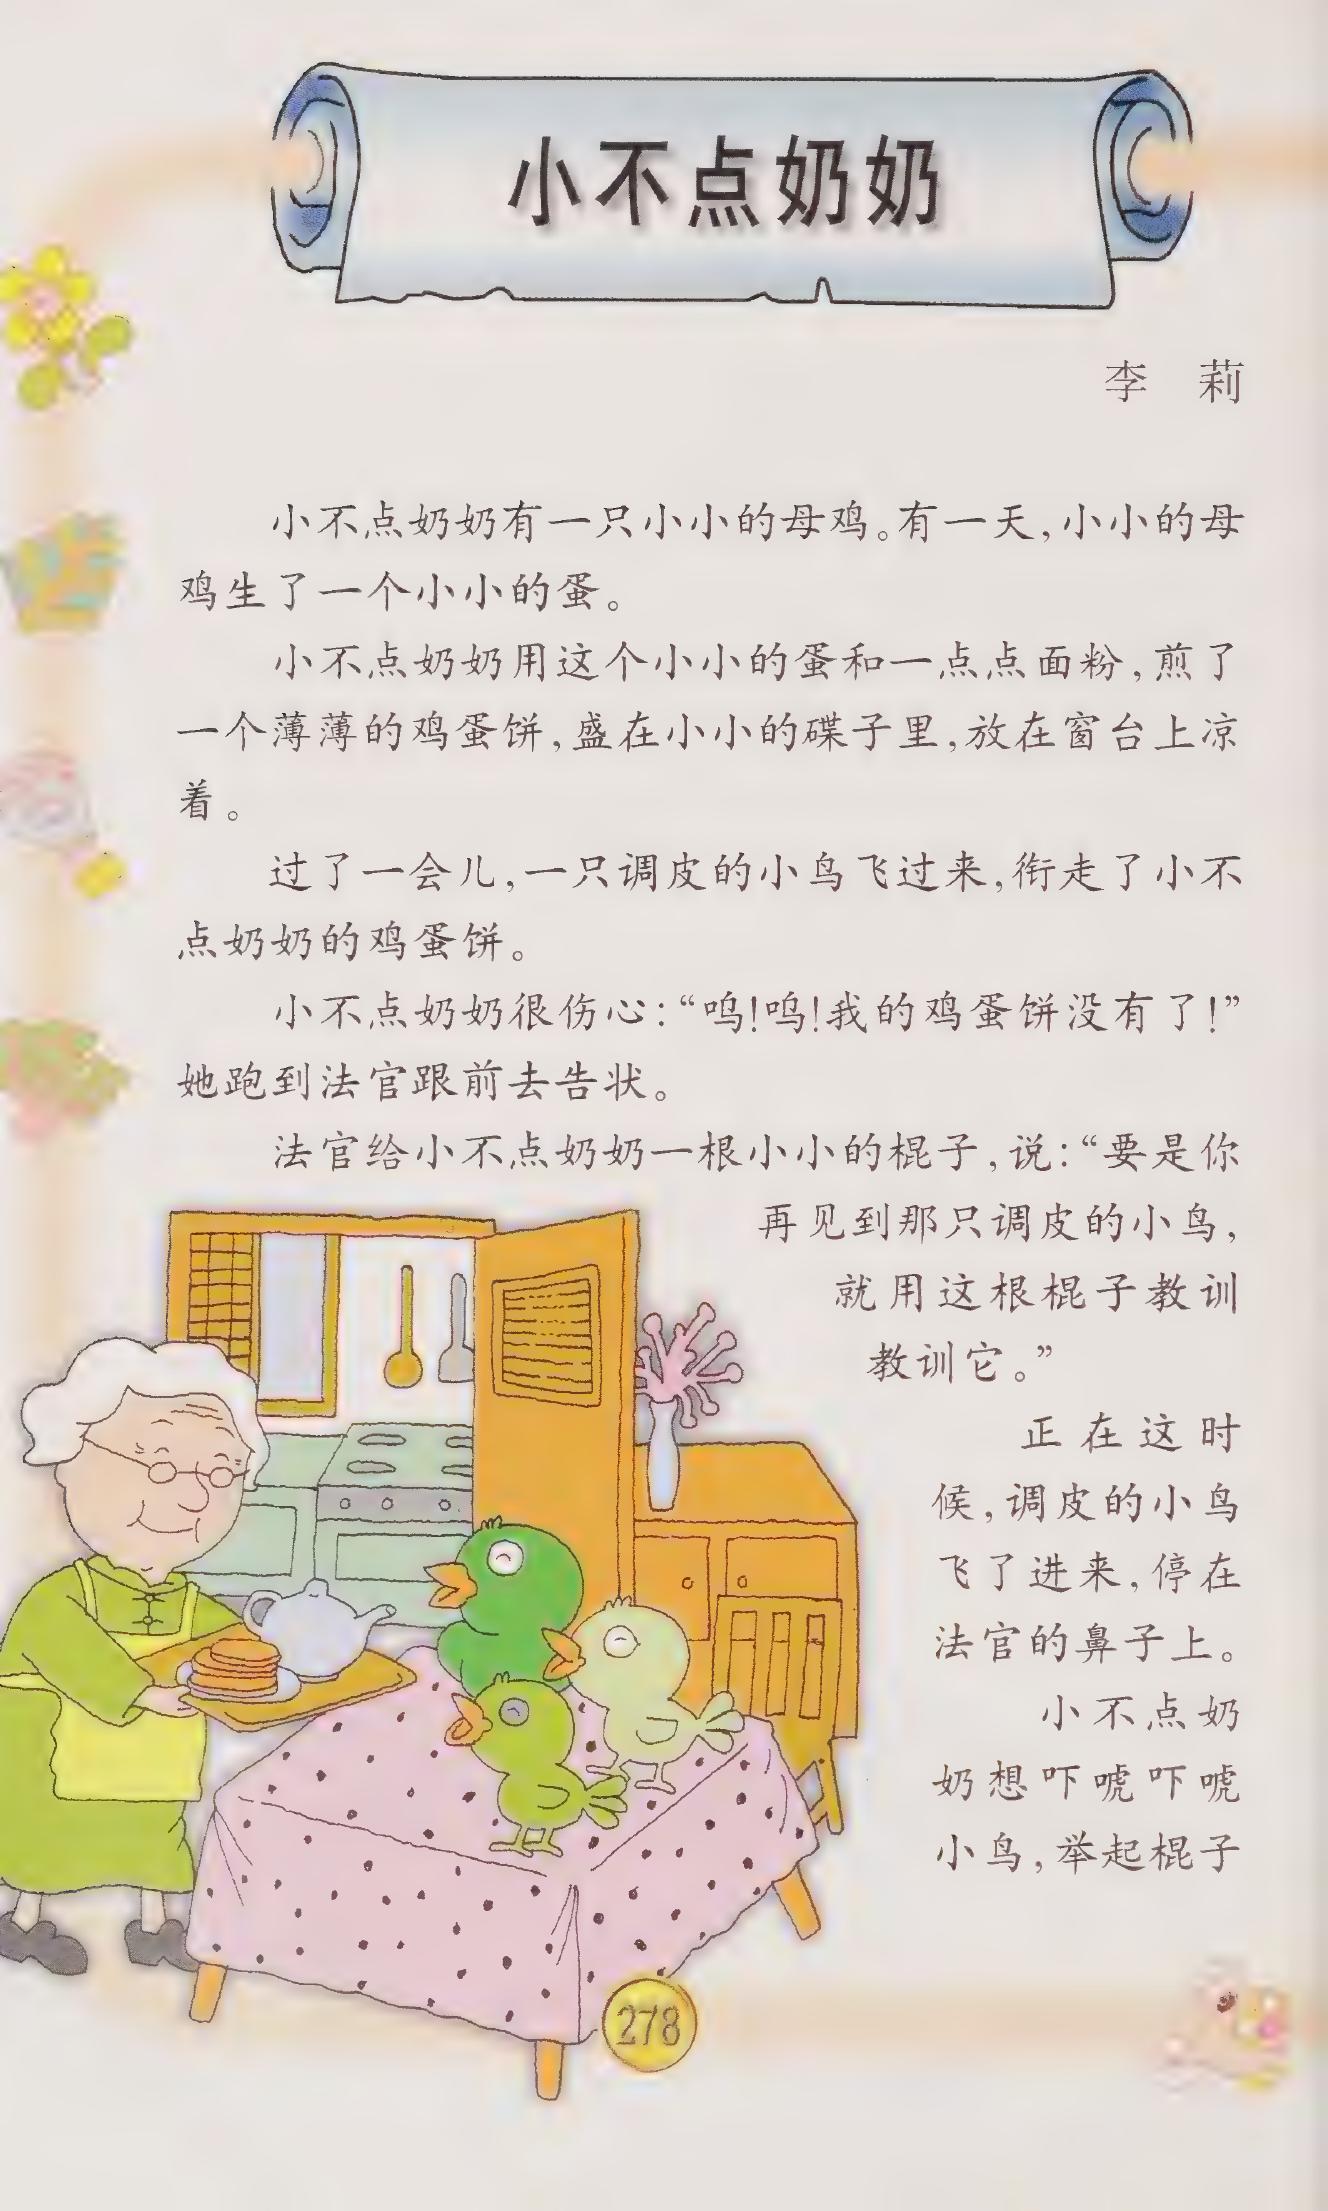 小不点奶奶
李 莉
小不点奶奶有一只小小的母鸡。有一天,小小的母
鸡生了一个小小的蛋。
小不点奶奶用这个小小的蛋和一点点面粉,煎了
一个薄薄的鸡蛋饼,盛在小小的碟子里,放在窗台上凉
着。
过了一会儿,一只调皮的小鸟飞过来,衔走了小不
点奶奶的鸡蛋饼。
小不点奶奶很伤心:“呜!呜!我的鸡蛋饼没有了!”
她跑到法官跟前去告状。
法官给小不点奶奶一根小小的棍子,说:“要是你
再见到那只调皮的小鸟,
就用这根棍子教训
教训它。”
正在这时
候,调皮的小鸟
飞了进来,停在
法官的鼻子上。
小不点奶
奶想吓唬吓唬
小鸟,举起棍子
278